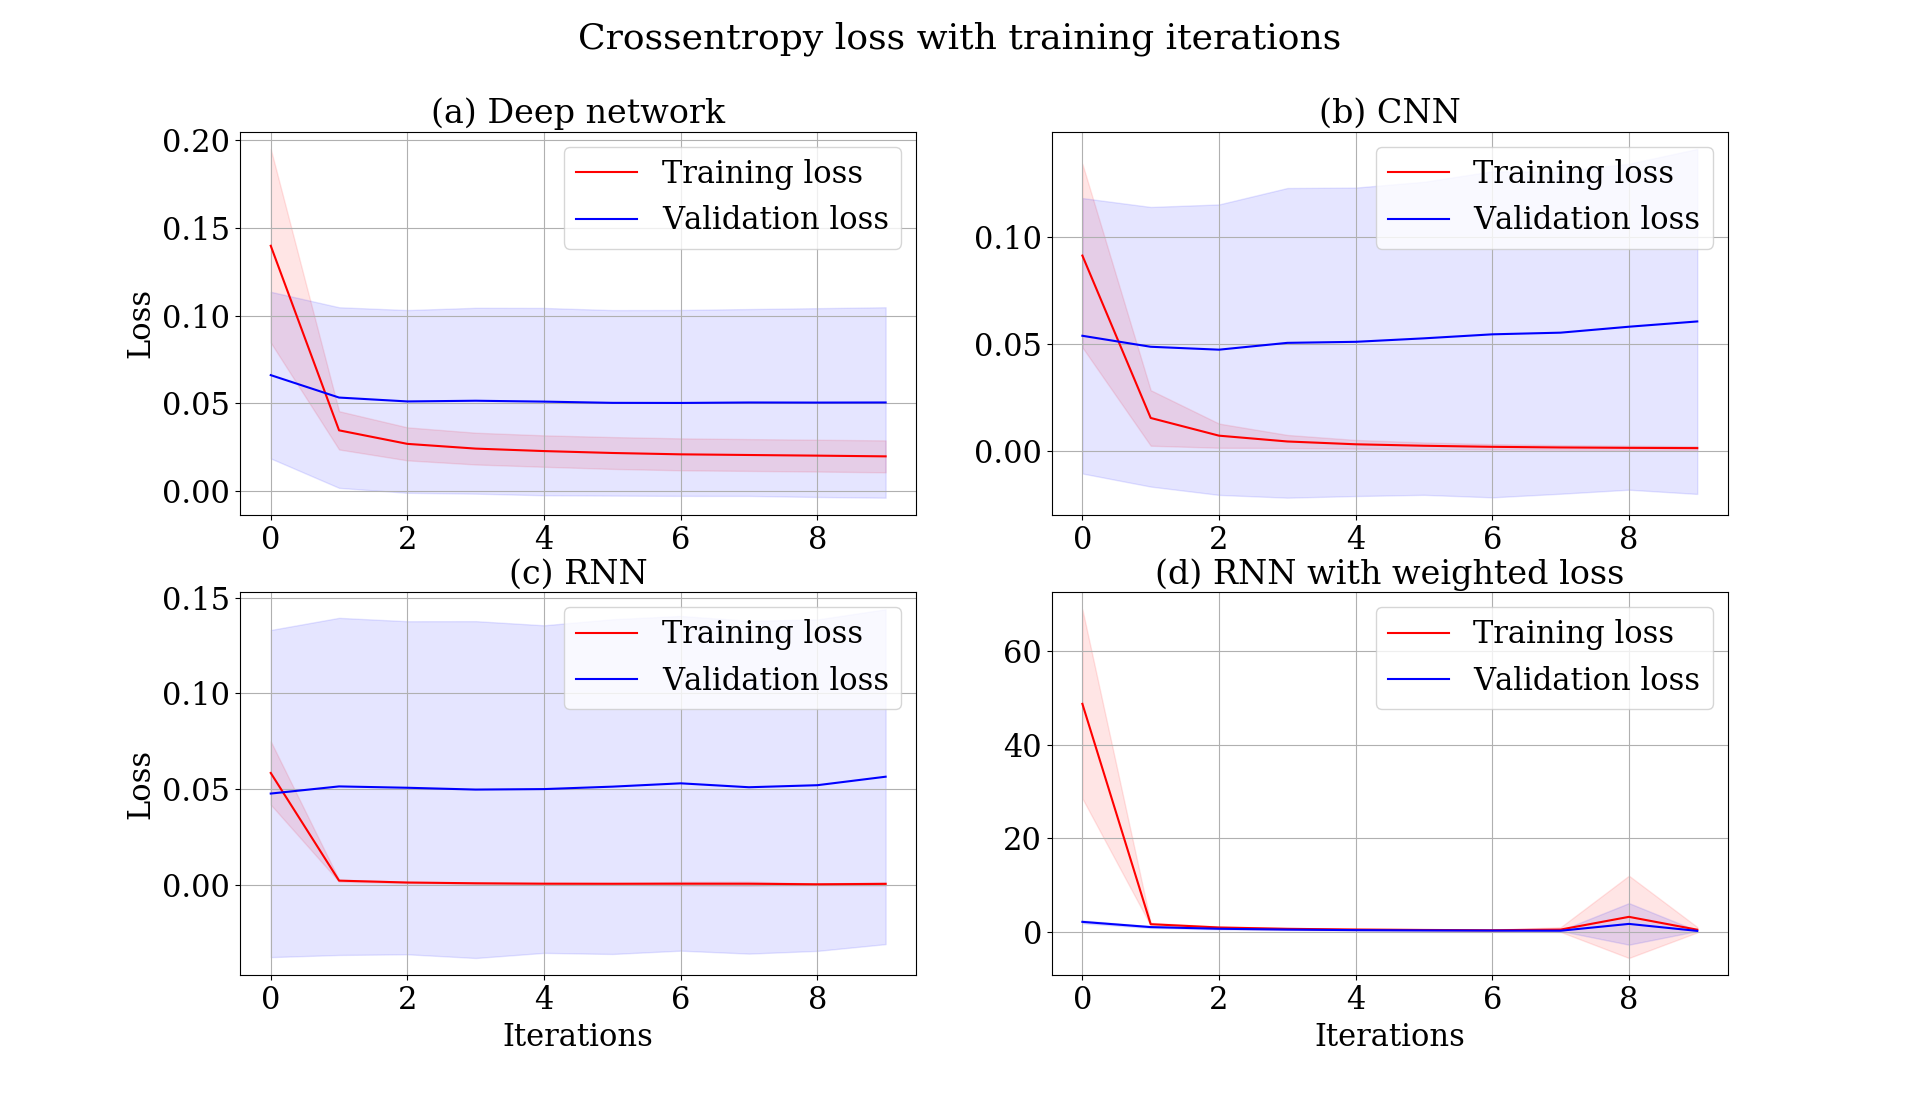 Crossentropy loss with training iterations
(a) Deep network
0.20
0.15
0.10
0.05
0.00
Loss
Training loss
Validation loss
0 2 4 6 8
(b) CNN
0.10
0.05
0.00
Training loss
Validation loss
0 2 4 6 8
(c) RNN
0.15
0.10
0.05
0.00
Loss
Training loss
Validation loss
0 2 4 6 8
Iterations
(d) RNN with weighted loss
60
40
20
0
Training loss
Validation loss
0 2 4 6 8
Iterations